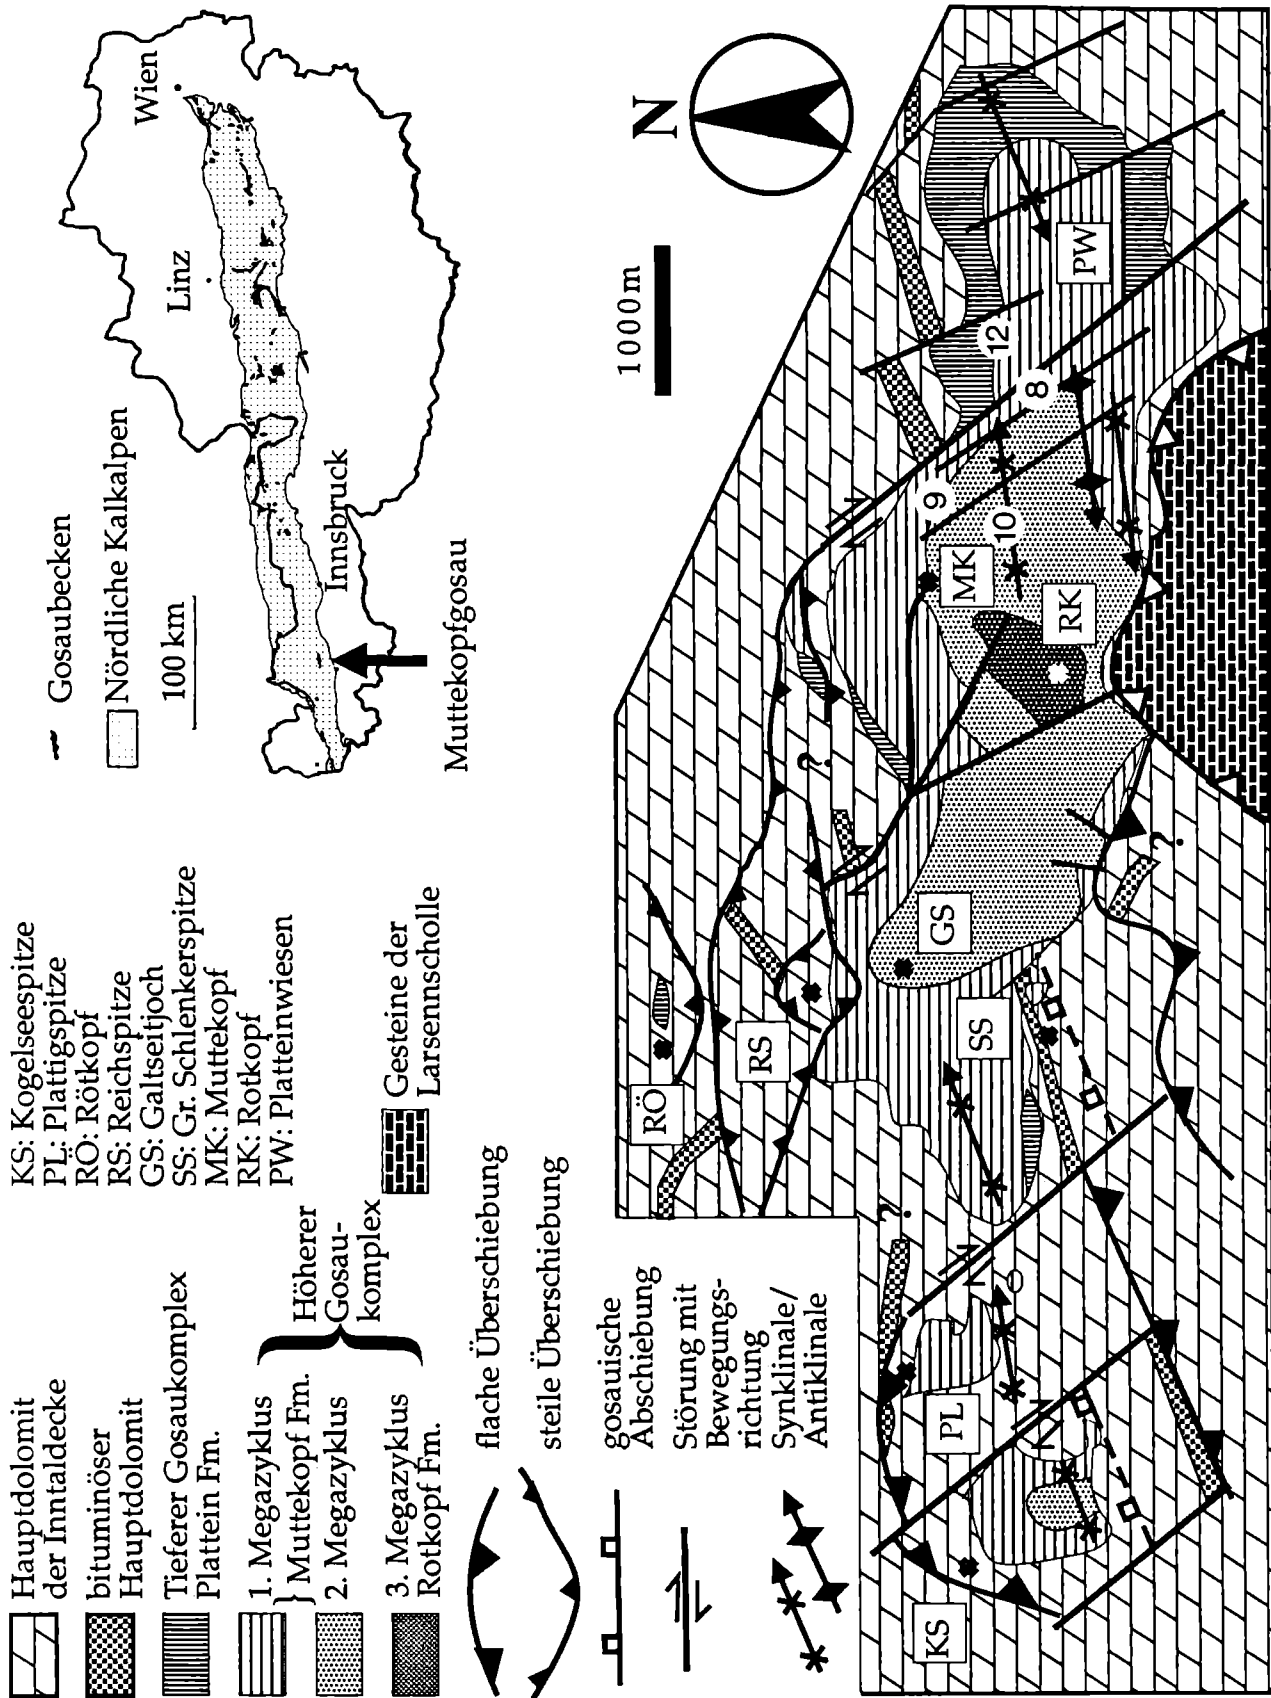 Hauptdolomit
der Inntaldecke
bituminöser
Hauptdolomit
Tieferer Gosaukomplex
Plattein Fm.
1. Megazyklus
} Muttekopf Fm.
2. Megazyklus
3. Megazyklus
Rotkopf Fm.
Höherer
Gosau-
komplex
flache Überschiebung
steile Überschiebung
gosauische
Abschiebung
Störung mit
Bewegungs-
richtung
Synklinale/
Antiklinale
KS: Kogelseespitze
PL: Plattigspitze
RÖ: Rötkopf
RS: Reichspitze
GS: Galtseitjoch
SS: Gr. Schlenkerspitze
MK: Muttekopf
RK: Rotkopf
PW: Plattenwiesen
Gesteine der
Larsennscholle
Gosaubecken
Nördliche Kalkalpen
100 km
Wien
Linz
Innsbruck
Muttekopfgosau
N
1000m
RÖ
RS
?
GS
SS
?
MK
RK
PW
9
10
8
12
?
PL
KS